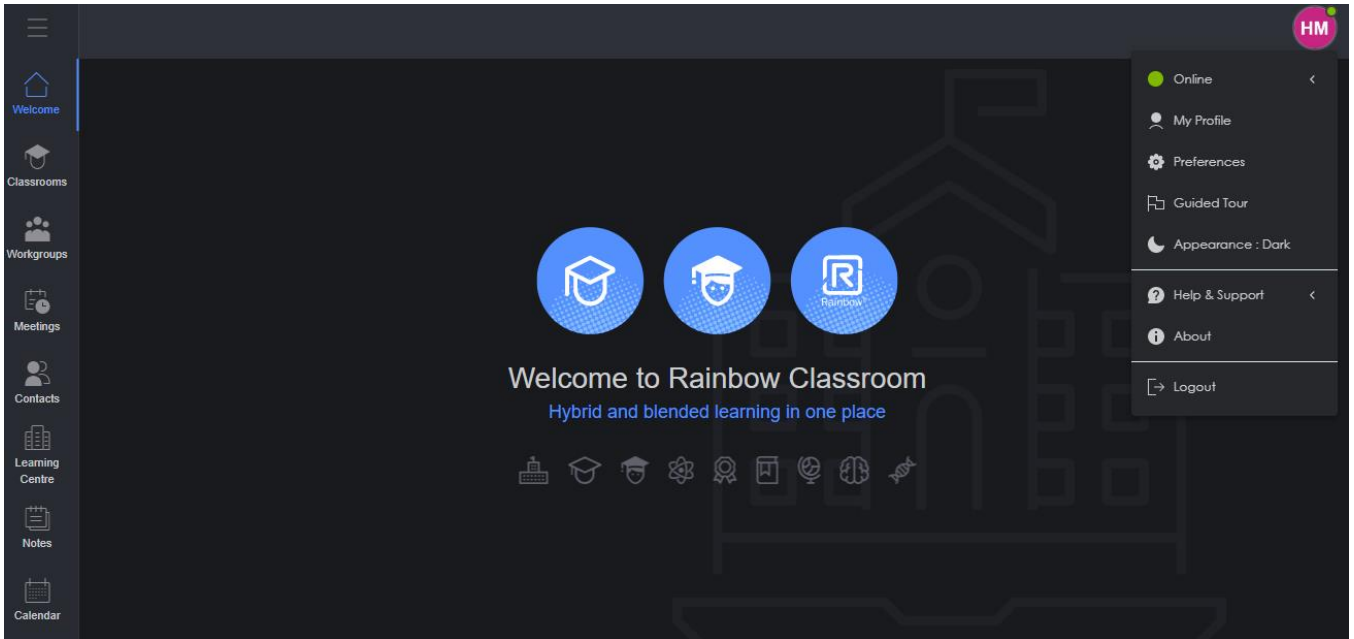 HM
Welcome
Classrooms
Workgroups
Meetings
Contacts
Learning
Centre
Notes
Calendar
Rainbow
Welcome to Rainbow Classroom
Hybrid and blended learning in one place
Online
My Profile
Preferences
Guided Tour
Appearance : Dark
Help & Support
About
Logout